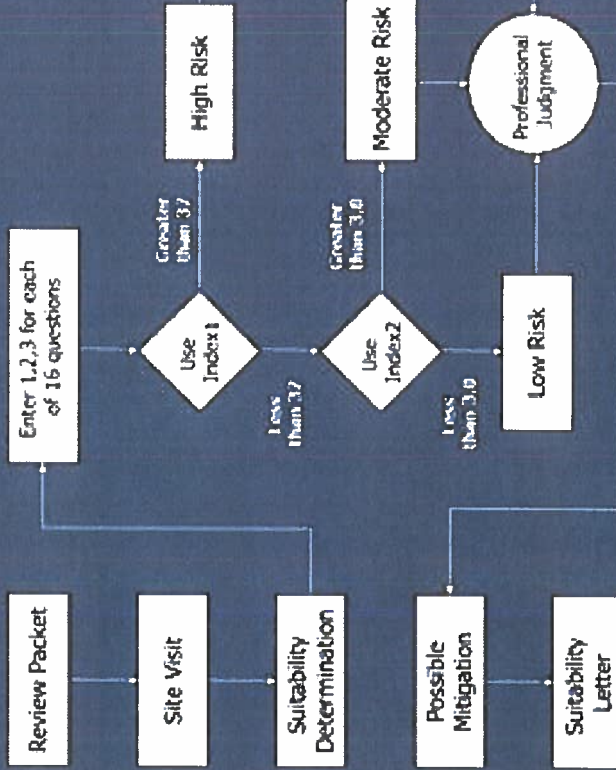 Review Packet
Site Visit
Suitability
Determination
Enter 1,2,3 for each
of 16 questions
Use
Index1
Greater
than 37
High Risk
Less
than 37
Use
Index2
Greater
than 3.0
Moderate Risk
Less
than 3.0
Low Risk
Professional
Judgment
Possible
Mitigation
Suitability
Letter